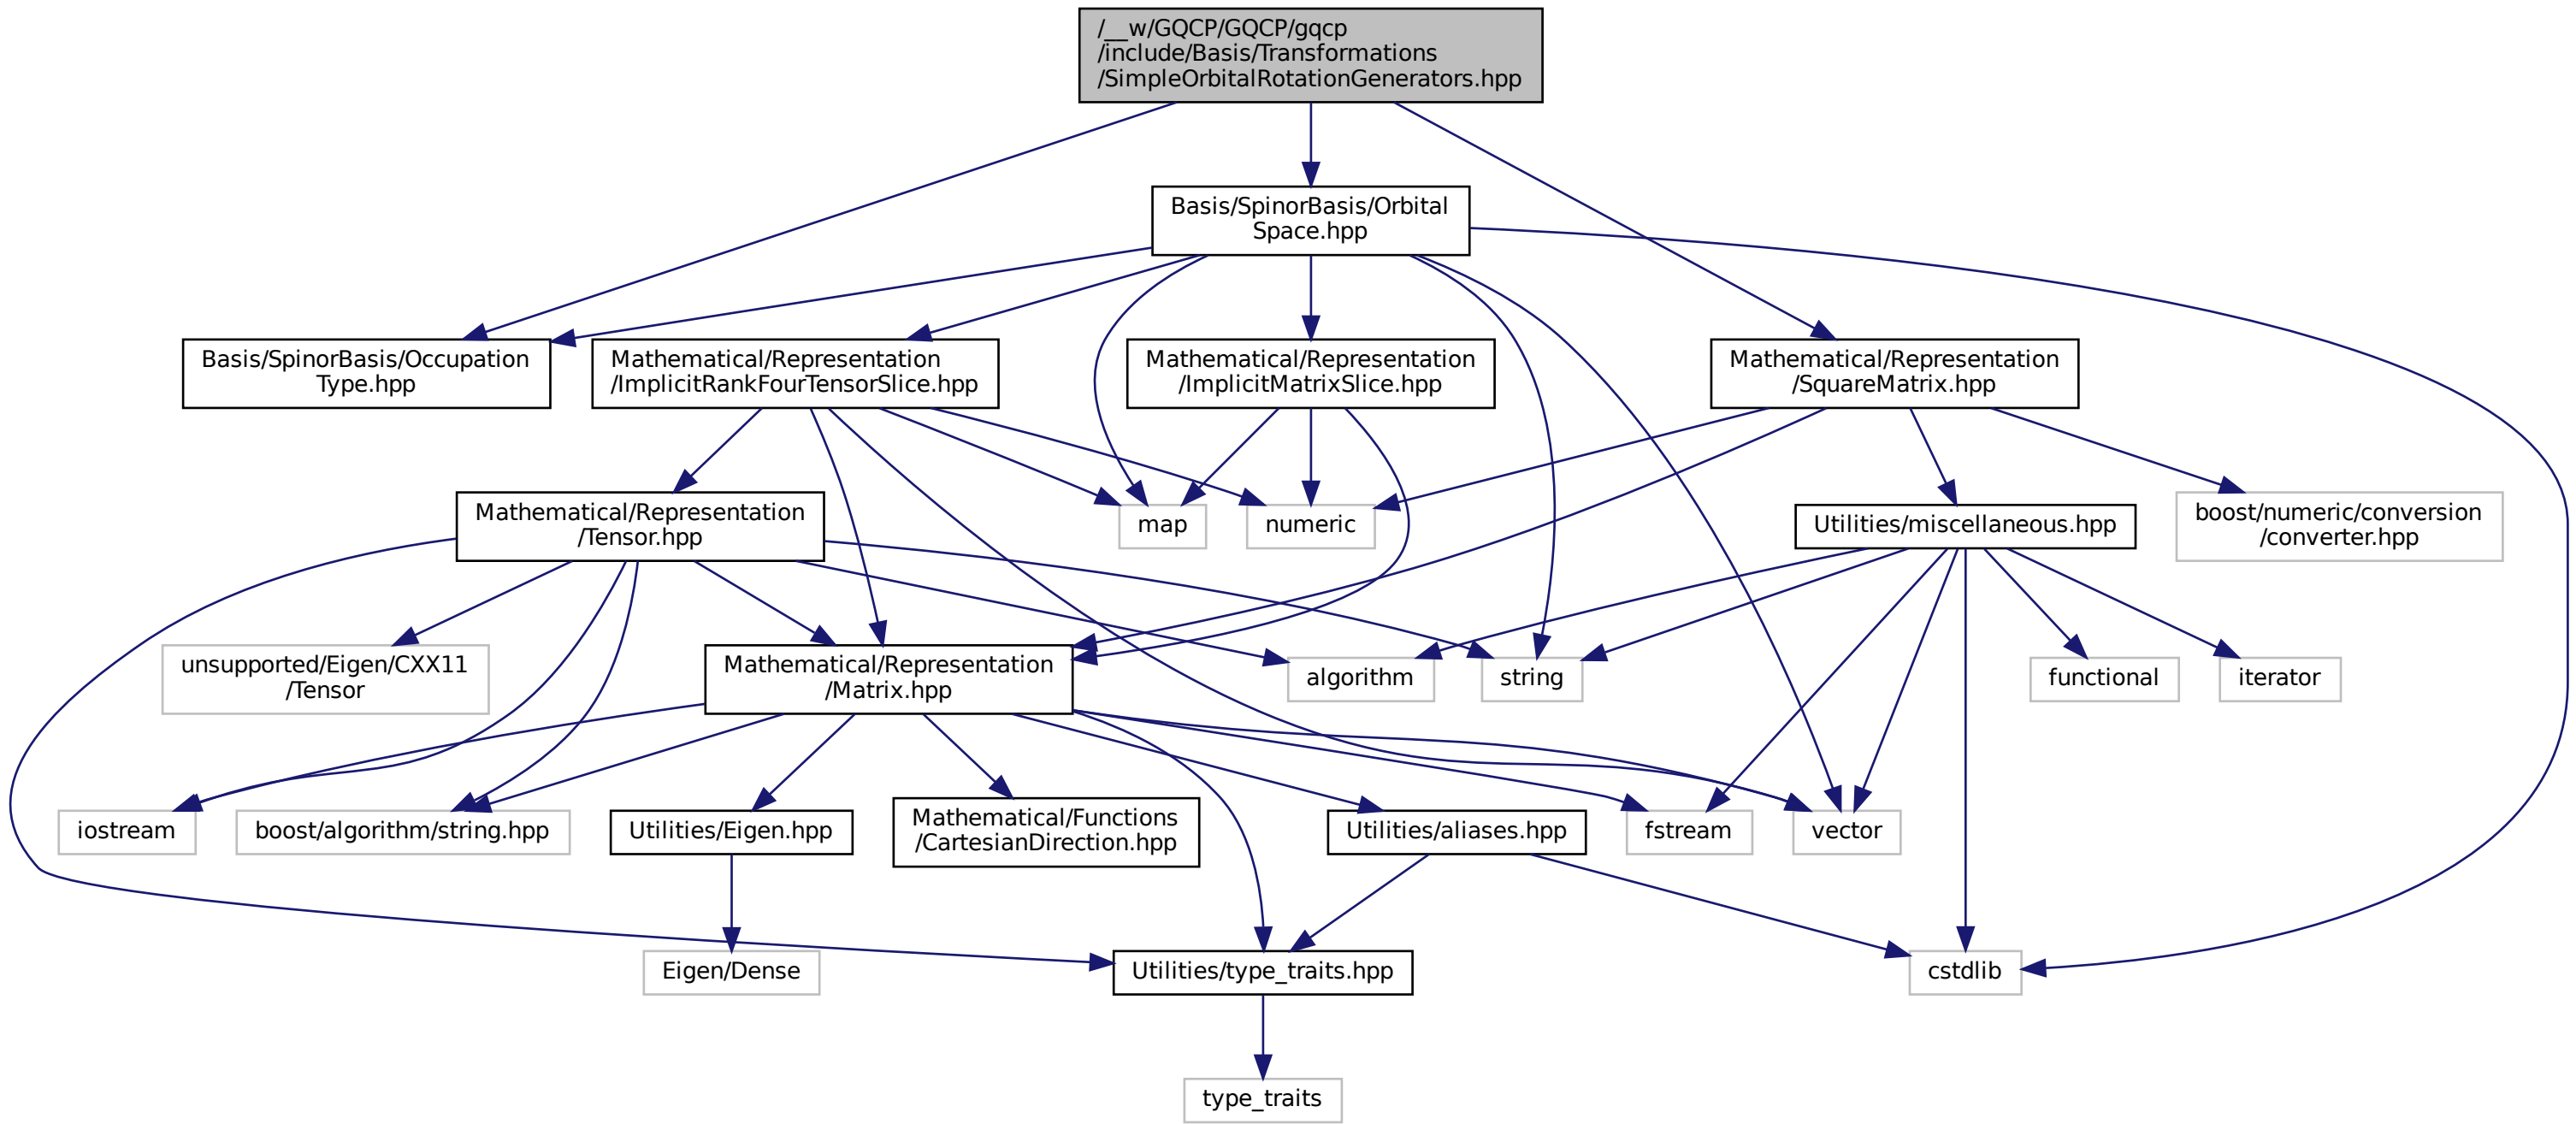 /__w/GQCP/GQCP/gqcp
/include/Basis/Transformations
/SimpleOrbitalRotationGenerators.hpp
Basis/SpinorBasis/Orbital
Space.hpp
Basis/SpinorBasis/Occupation
Type.hpp
Mathematical/Representation
/ImplicitRankFourTensorSlice.hpp
Mathematical/Representation
/ImplicitMatrixSlice.hpp
Mathematical/Representation
/SquareMatrix.hpp
Mathematical/Representation
/Tensor.hpp
map
numeric
Utilities/miscellaneous.hpp
boost/numeric/conversion
/converter.hpp
unsupported/Eigen/CXX11
/Tensor
Mathematical/Representation
/Matrix.hpp
algorithm
string
functional
iterator
iostream
boost/algorithm/string.hpp
Utilities/Eigen.hpp
Mathematical/Functions
/CartesianDirection.hpp
Utilities/aliases.hpp
fstream
vector
Eigen/Dense
Utilities/type_traits.hpp
cstdlib
type_traits